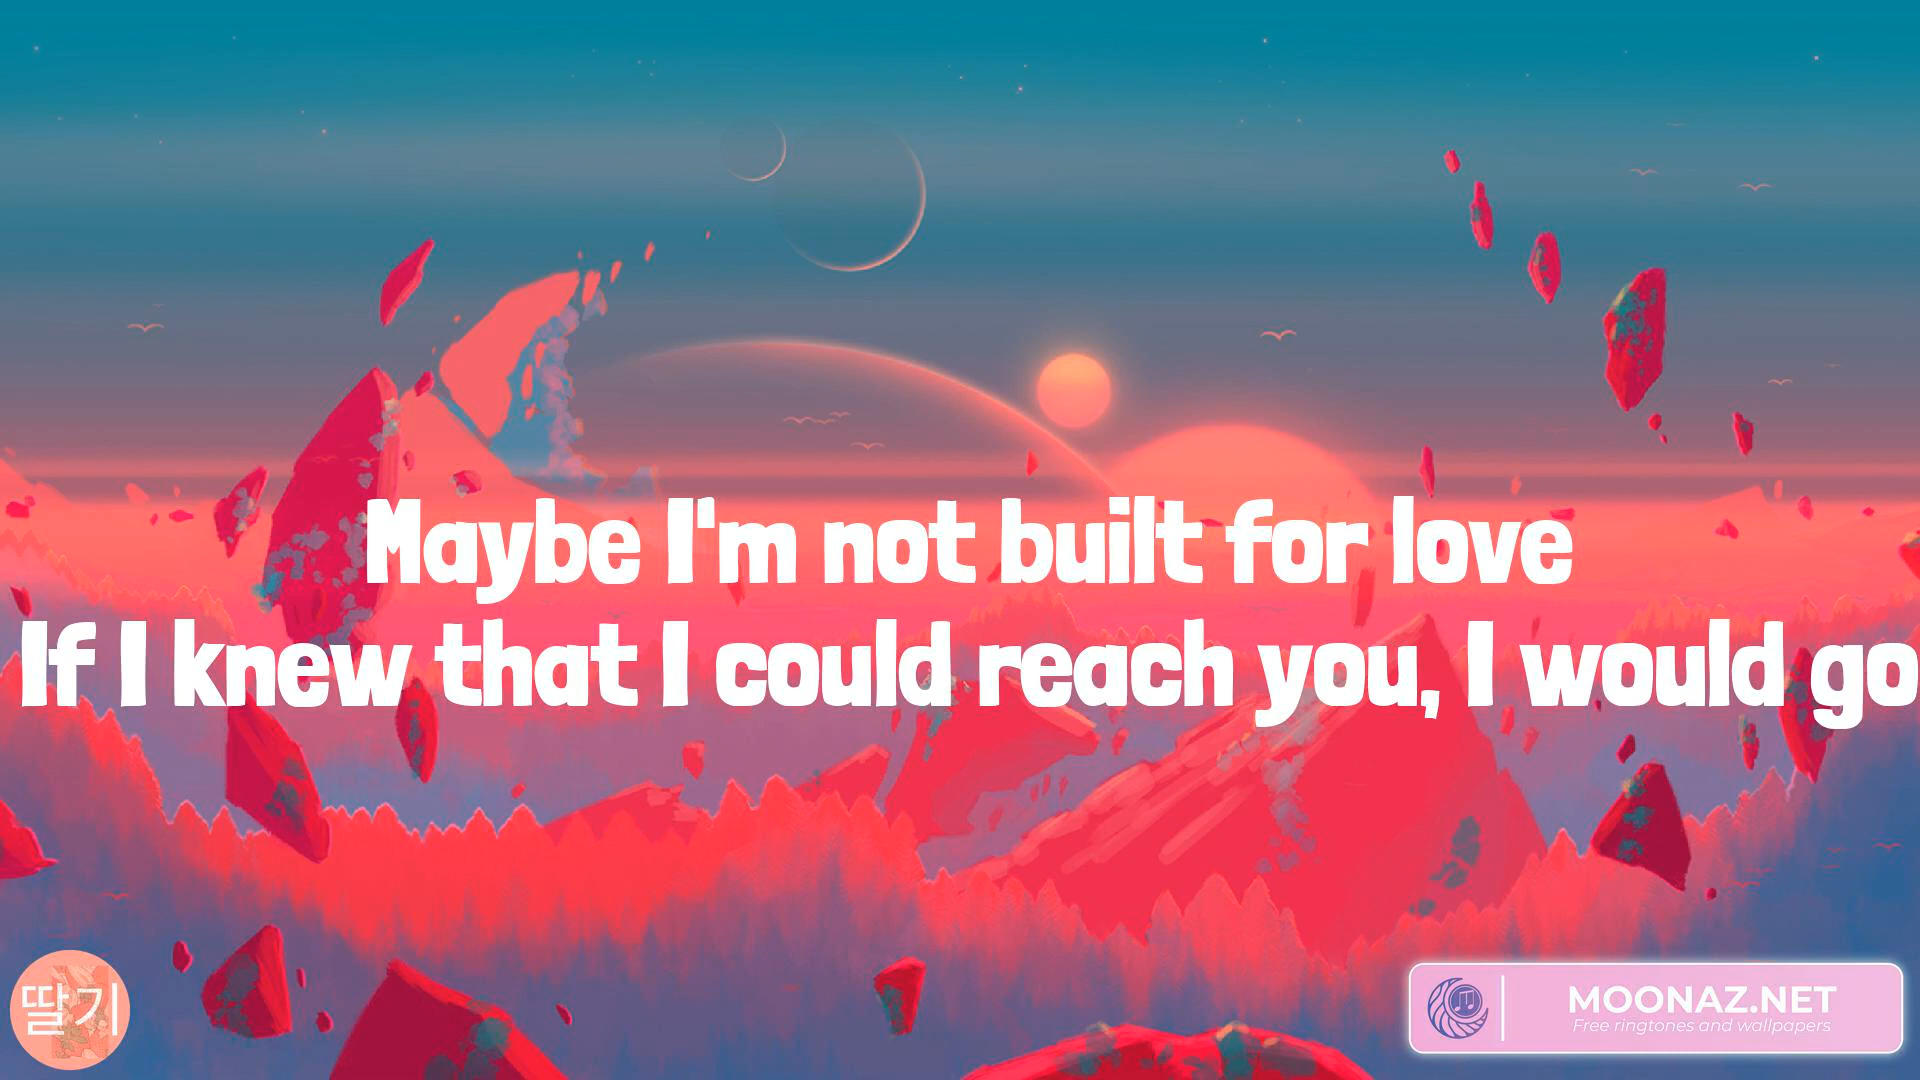 Maybe I'm not built for love
If I knew that I could reach you, I would go
딸기
MOONAZ.NET
Free ringtones and wallpapers